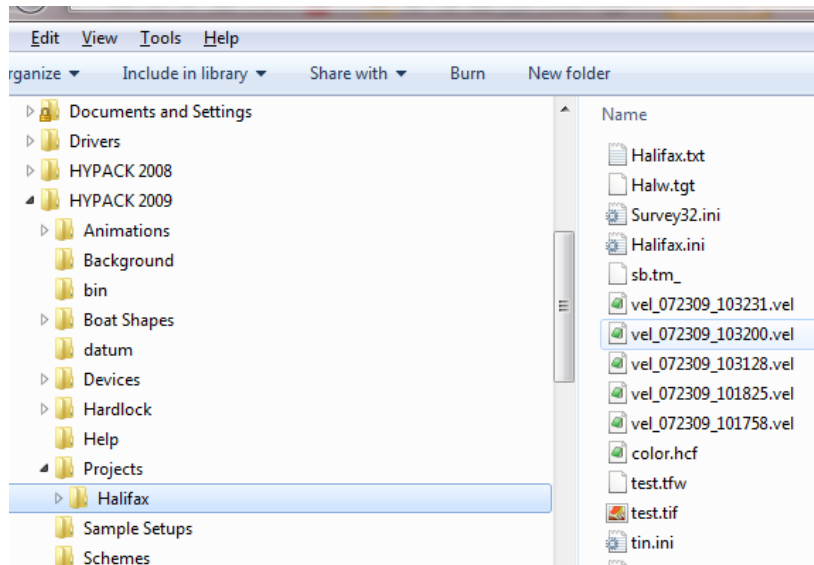 Edit View Tools Help
rganize Include in library Share with Burn New folder
Documents and Settings
Drivers
HYPACK 2008
HYPACK 2009
Animations
Background
bin
Boat Shapes
datum
Devices
Hardlock
Help
Projects
Halifax
Sample Setups
Schemes
Name
Halifax.txt
Halw.tgt
Survey32.ini
Halifax.ini
sb.tm_
vel_072309_103231.vel
vel_072309_103200.vel
vel_072309_103128.vel
vel_072309_101825.vel
vel_072309_101758.vel
color.hcf
test.tfw
test.tif
tin.ini